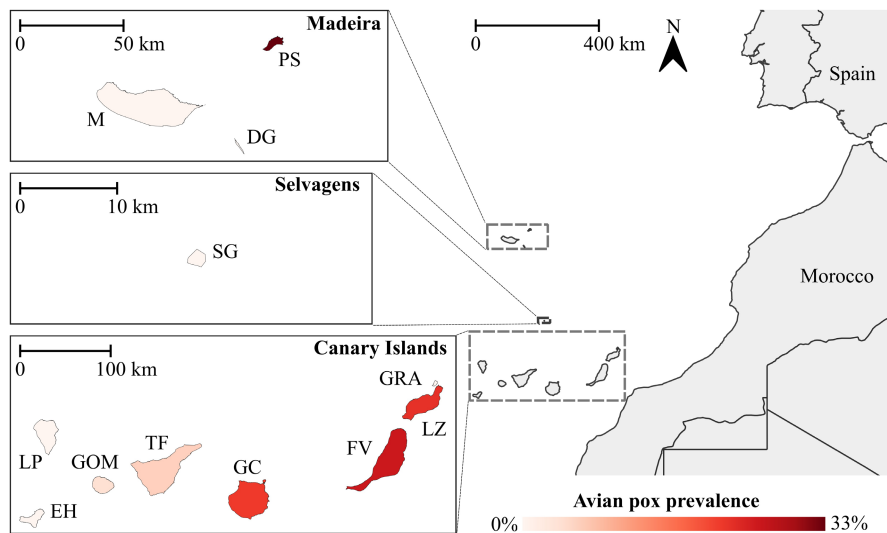 0 50 km
Madeira
PS
M
DG
0 10 km
Selvagens
SG
0 100 km
Canary Islands
GRA
LZ
FV
TF
GC
LP
GOM
EH
0 400 km
N
Spain
Morocco
Avian pox prevalence
0% 33%